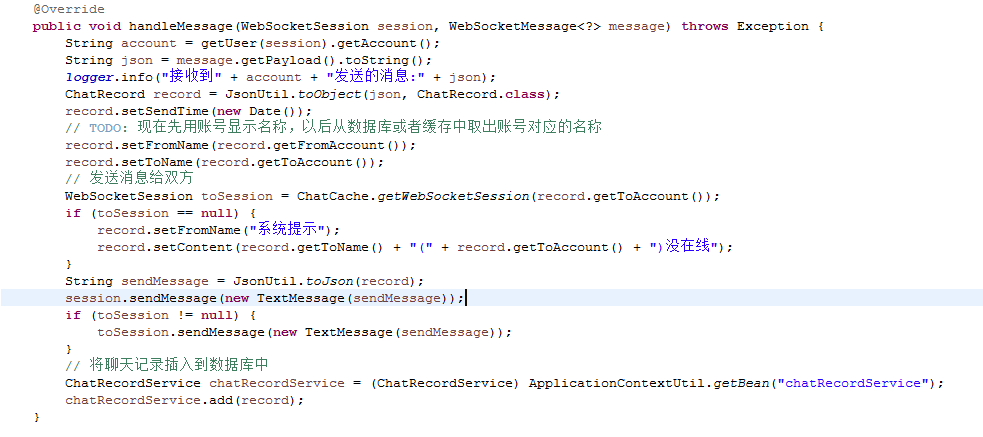 @Override
public void handleMessage(WebSocketSession session, WebSocketMessage<?> message) throws Exception {
String account = getUser(session).getAccount();
String json = message.getPayload().toString();
logger.info("接收到" + account + "发送的消息:" + json);
ChatRecord record = JsonUtil.toObject(json, ChatRecord.class);
record.setSendTime(new Date());
// TODO: 现在先用账号显示名称，以后从数据库或者缓存中取出账号对应的名称
record.setFromName(record.getFromAccount());
record.setToName(record.getToAccount());
// 发送消息给双方
WebSocketSession toSession = ChatCache.getWebSocketSession(record.getToAccount());
if (toSession == null) {
record.setFromName("系统提示");
record.setContent(record.getToName() + "(" + record.getToAccount() + ")没在线");
}
String sendMessage = JsonUtil.toJson(record);
session.sendMessage(new TextMessage(sendMessage));
if (toSession != null) {
toSession.sendMessage(new TextMessage(sendMessage));
}
// 将聊天记录插入到数据库中
ChatRecordService chatRecordService = (ChatRecordService) ApplicationContextUtil.getBean("chatRecordService");
chatRecordService.add(record);
}